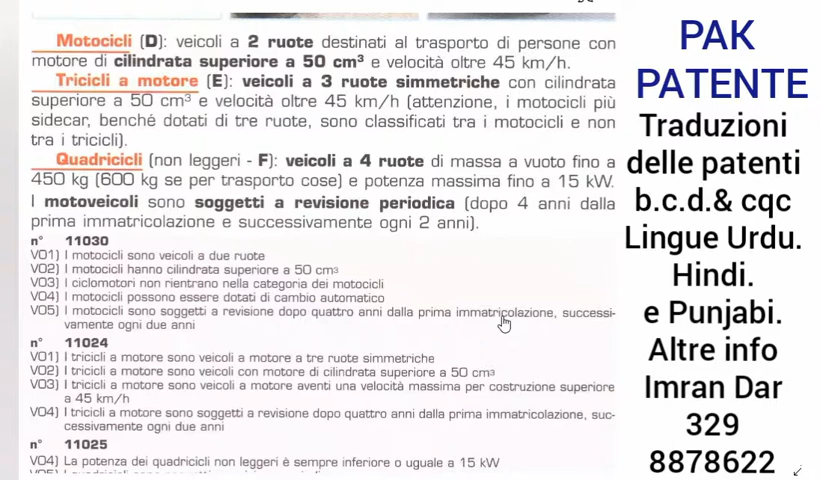 Motocicli (D): veicoli a 2 ruote destinati al trasporto di persone con
motore di cilindrata superiore a 50 cm³ e velocità oltre 45 km/h.
Tricicli a motore (E): veicoli a 3 ruote simmetriche con cilindrata
superiore a 50 cm³ e velocità oltre 45 km/h (attenzione, i motocicli più
sidecar, benché dotati di tre ruote, sono classificati tra i motocicli e non
tra i tricicli).
Quadricicli (non leggeri - F): veicoli a 4 ruote di massa a vuoto fino a
450 kg (600 kg se per trasporto cose) e potenza massima fino a 15 kW.
I motoveicoli sono soggetti a revisione periodica (dopo 4 anni dalla
prima immatricolazione e successivamente ogni 2 anni).
n° 11030
V01) I motocicli sono veicoli a due ruote
V02) I motocicli hanno cilindrata superiore a 50 cm³
V03) I ciclomotori non rientrano nella categoria dei motocicli
V04) I motocicli possono essere dotati di cambio automatico
V05) I motocicli sono soggetti a revisione dopo quattro anni dalla prima immatricolazione, successi-
vamente ogni due anni
n° 11024
V01) I tricicli a motore sono veicoli a motore a tre ruote simmetriche
V02) I tricicli a motore sono veicoli con motore di cilindrata superiore a 50 cm³
V03) I tricicli a motore sono veicoli a motore aventi una velocità massima per costruzione superiore
a 45 km/h
V04) I tricicli a motore sono soggetti a revisione dopo quattro anni dalla prima immatricolazione, suc-
cessivamente ogni due anni
n° 11025
V04) La potenza dei quadricicli non leggeri è sempre inferiore o uguale a 15 kW
PAK
PATENTE
Traduzioni
delle patenti
b.c.d.& cqc
Lingue Urdu.
Hindi.
e Punjabi.
Altre info
Imran Dar
329
8878622